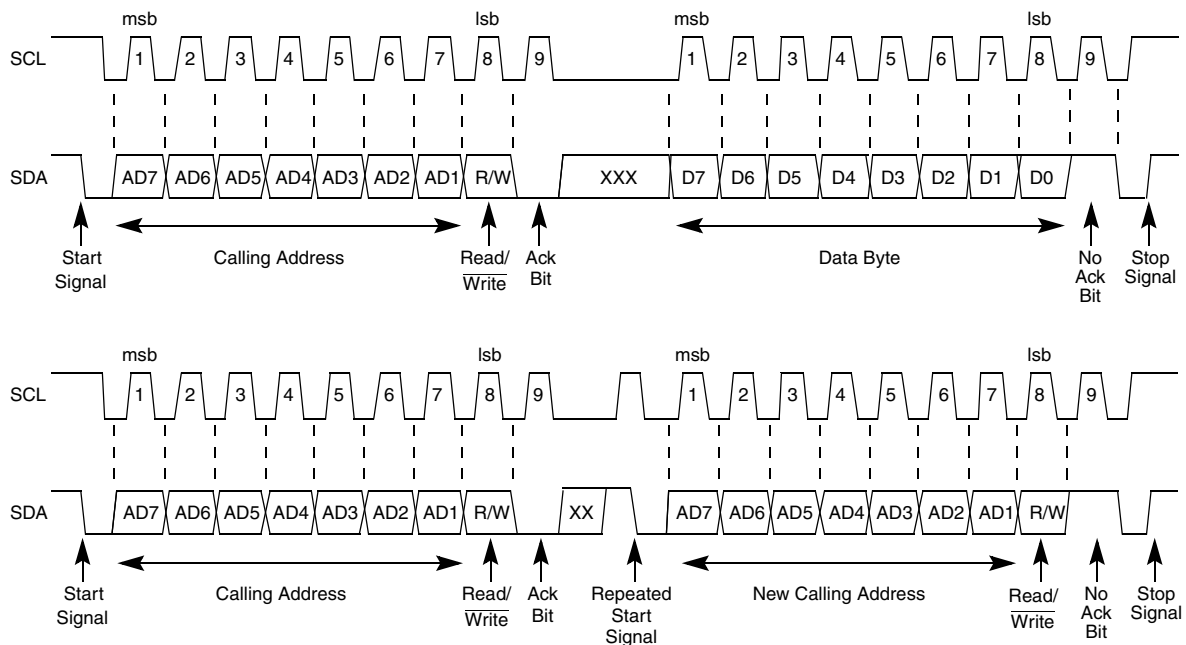 msb lsb msb lsb
SCL 1 2 3 4 5 6 7 8 9 1 2 3 4 5 6 7 8 9
SDA AD7 AD6 AD5 AD4 AD3 AD2 AD1 R/W XXX D7 D6 D5 D4 D3 D2 D1 D0
Start Signal
Calling Address
Read/Write
Ack Bit
Data Byte
No Ack Bit
Stop Signal
msb lsb msb lsb
SCL 1 2 3 4 5 6 7 8 9 1 2 3 4 5 6 7 8 9
SDA AD7 AD6 AD5 AD4 AD3 AD2 AD1 R/W XX AD7 AD6 AD5 AD4 AD3 AD2 AD1 R/W
Start Signal
Calling Address
Read/Write
Ack Bit
Repeated Start Signal
New Calling Address
Read/Write
No Ack Bit
Stop Signal